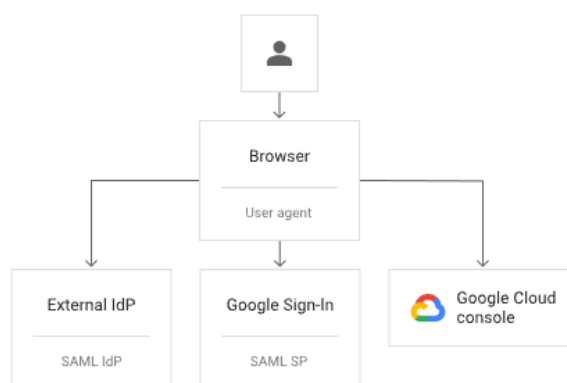 Browser
User agent
External IdP
SAML IdP
Google Sign-In
SAML SP
Google Cloud
console